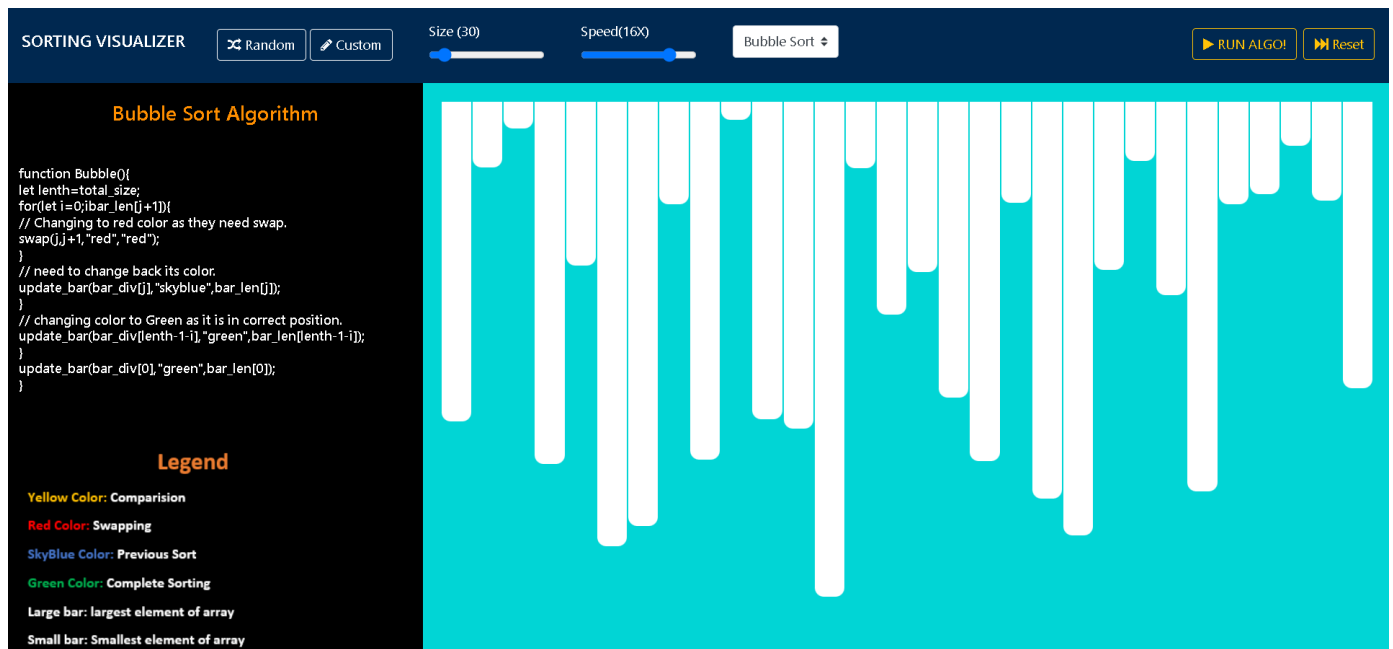 SORTING VISUALIZER
Random
Custom
Size (30)
Speed(16X)
Bubble Sort
RUN ALGO!
Reset
Bubble Sort Algorithm
function Bubble(){
let lenth=total_size;
for(let i=0;ibar_len[j+1]){
// Changing to red color as they need swap.
swap(j,j+1,"red","red");
}
// need to change back its color.
update_bar(bar_div[j],"skyblue",bar_len[j]);
}
// changing color to Green as it is in correct position.
update_bar(bar_div[lenth-1-i],"green",bar_len[lenth-1-i]);
}
update_bar(bar_div[0],"green",bar_len[0]);
}
Legend
Yellow Color: Comparision
Red Color: Swapping
SkyBlue Color: Previous Sort
Green Color: Complete Sorting
Large bar: largest element of array
Small bar: Smallest element of array